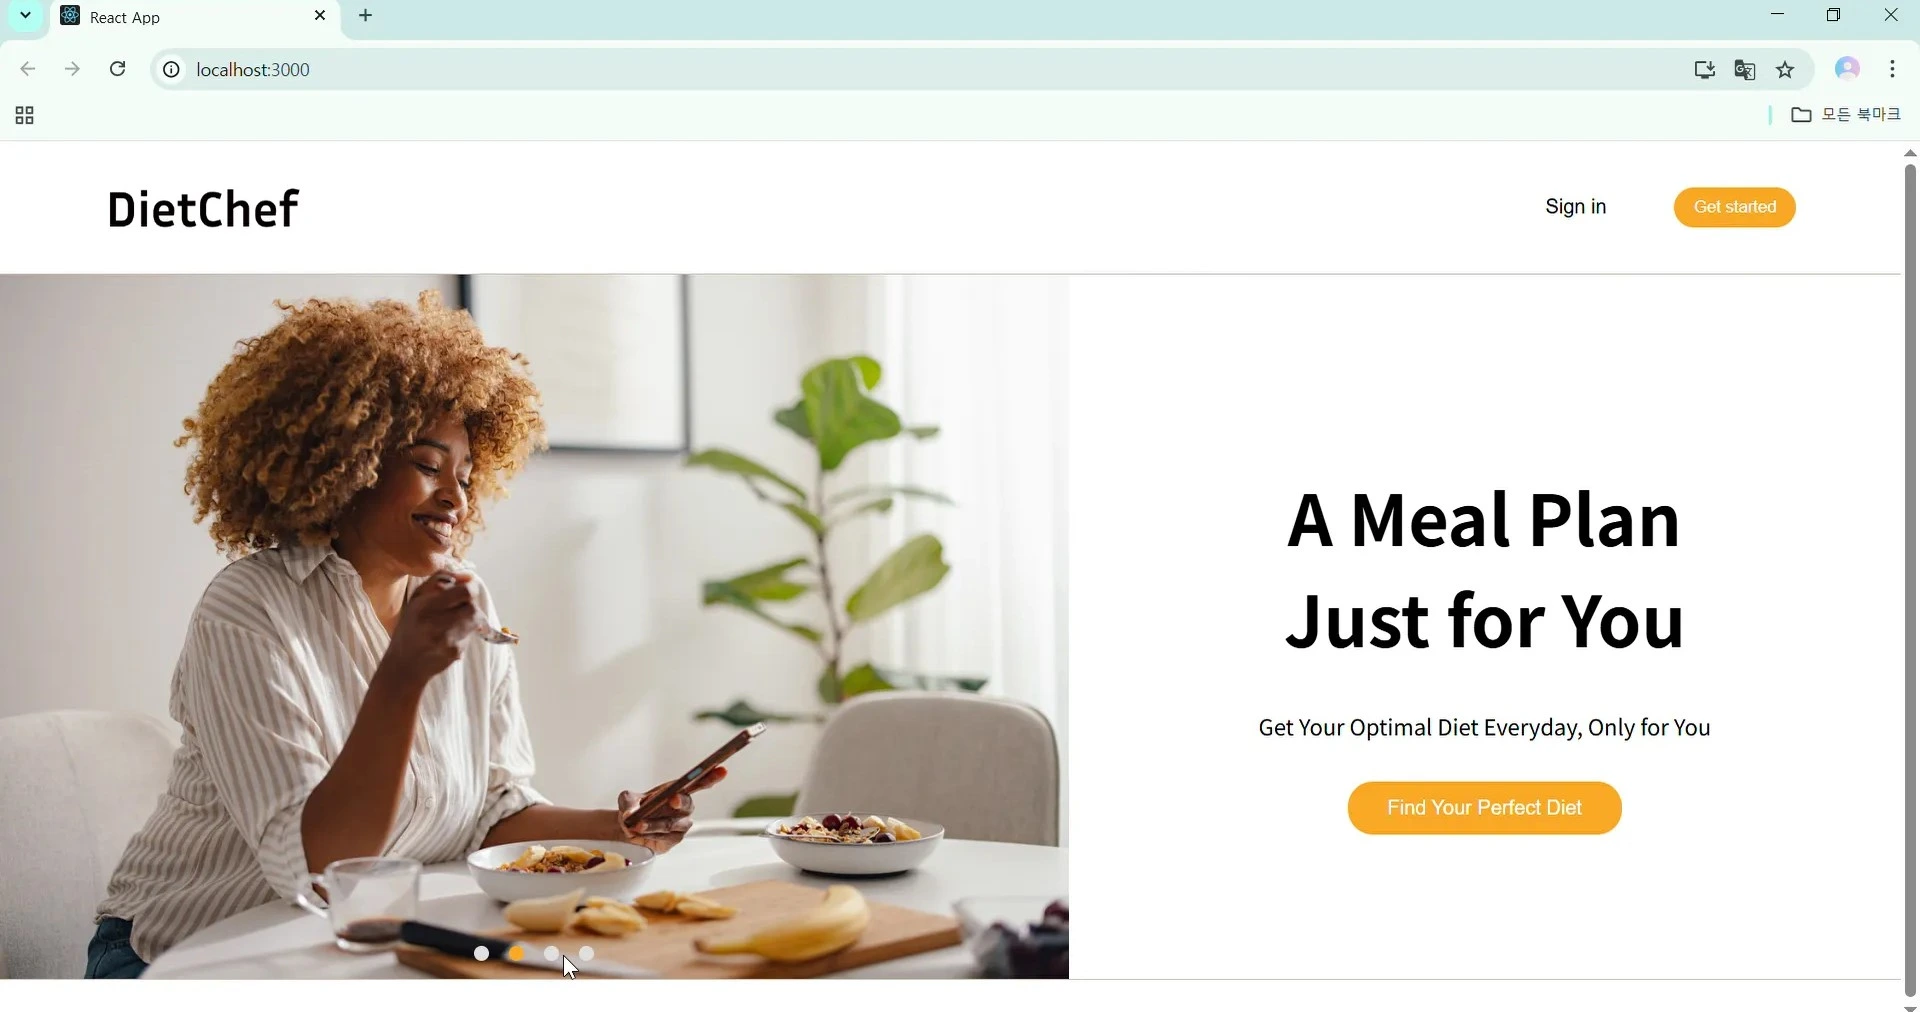 React App
localhost:3000
모든 북마크
DietChef
Sign in
Get started
A Meal Plan
Just for You
Get Your Optimal Diet Everyday, Only for You
Find Your Perfect Diet